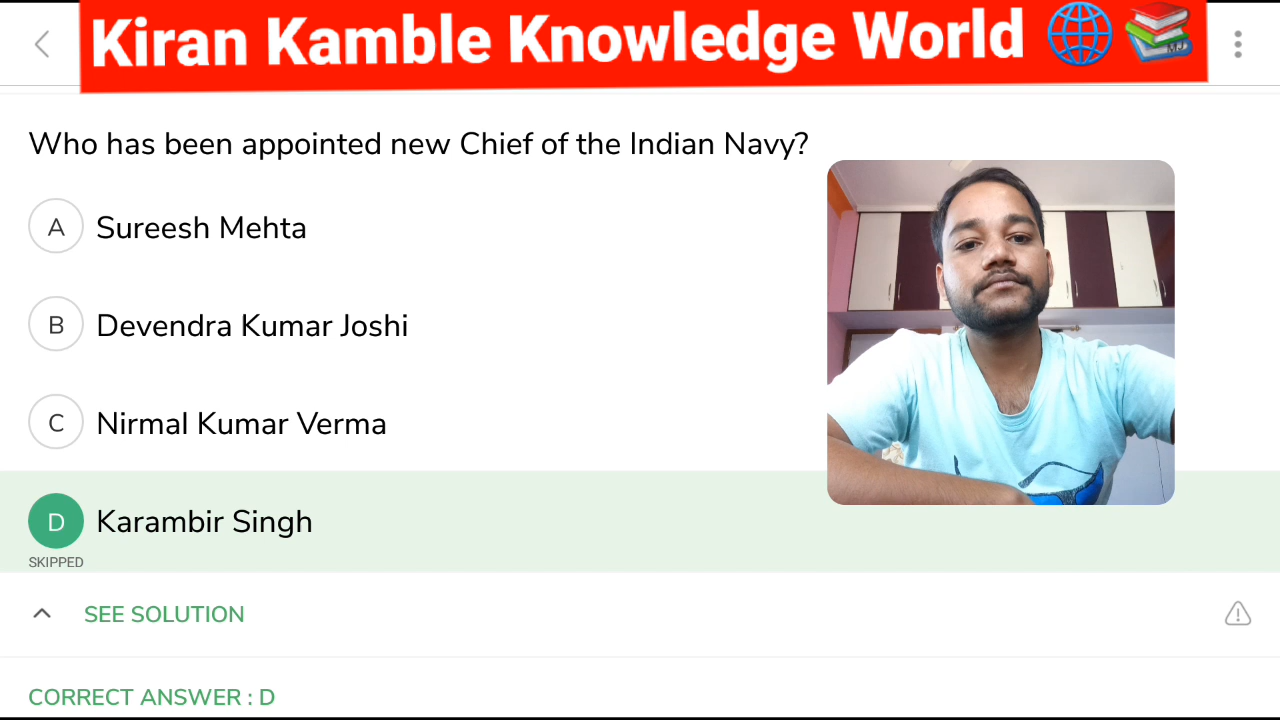 Kiran Kamble Knowledge World
MJ
Who has been appointed new Chief of the Indian Navy?
A Sureesh Mehta
B Devendra Kumar Joshi
C Nirmal Kumar Verma
D Karambir Singh
SKIPPED
SEE SOLUTION
CORRECT ANSWER : D